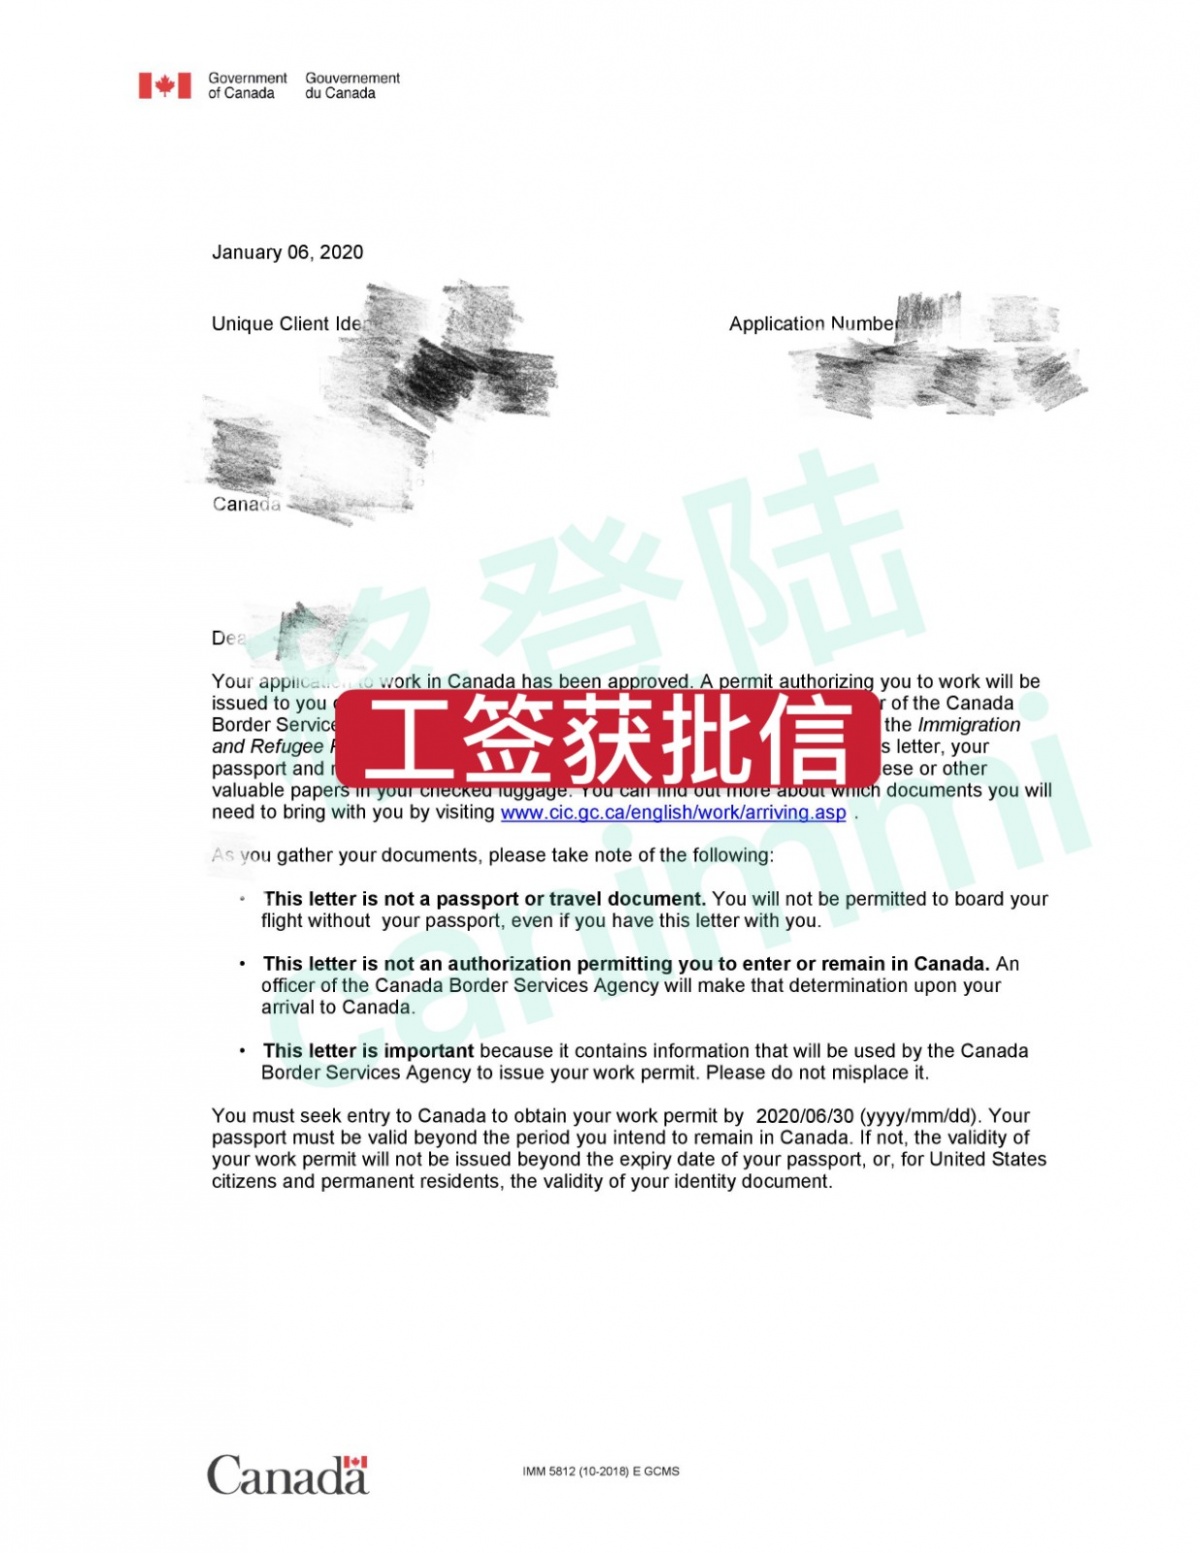 Government Gouvernement
of Canada du Canada
January 06, 2020
Unique Client
Application Number
Canada
Your work in Canada has been approved. A permit authorizing you to work will be
issued to you r of the Canada
Border Service the Immigration
and Refugee s letter, your
passport and ese or other
valuable papers in your checked luggage. You can find out more about which documents you will
need to bring with you by visiting www.cic.gc.ca/english/work/arriving.asp .
工签获批信
As you gather your documents, please take note of the following:
• This letter is not a passport or travel document. You will not be permitted to board your
flight without your passport, even if you have this letter with you.
• This letter is not an authorization permitting you to enter or remain in Canada. An
officer of the Canada Border Services Agency will make that determination upon your
arrival to Canada.
• This letter is important because it contains information that will be used by the Canada
Border Services Agency to issue your work permit. Please do not misplace it.
You must seek entry to Canada to obtain your work permit by 2020/06/30 (yyyy/mm/dd). Your
passport must be valid beyond the period you intend to remain in Canada. If not, the validity of
your work permit will not be issued beyond the expiry date of your passport, or, for United States
citizens and permanent residents, the validity of your identity document.
移登陆
canimmi
Canada
IMM 5812 (10-2018) E GCMS